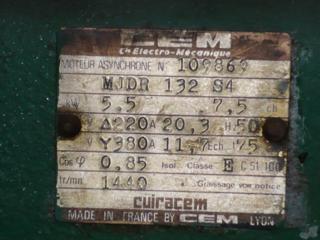 CEM
Cie Electro-Mécanique
MOTEUR ASYNCHRONE N° 109869
MJDR 132 S4
kW 5,5 7,5 ch
V Δ220 A 20,3 Hz 50
V Y380 A 11,7 Ech. 75
Cos φ 0,85 Isol. Classe E C51 100
tr/mn 1440 Graissage voir notice
cuiracem
MADE IN FRANCE BY CEM LYON